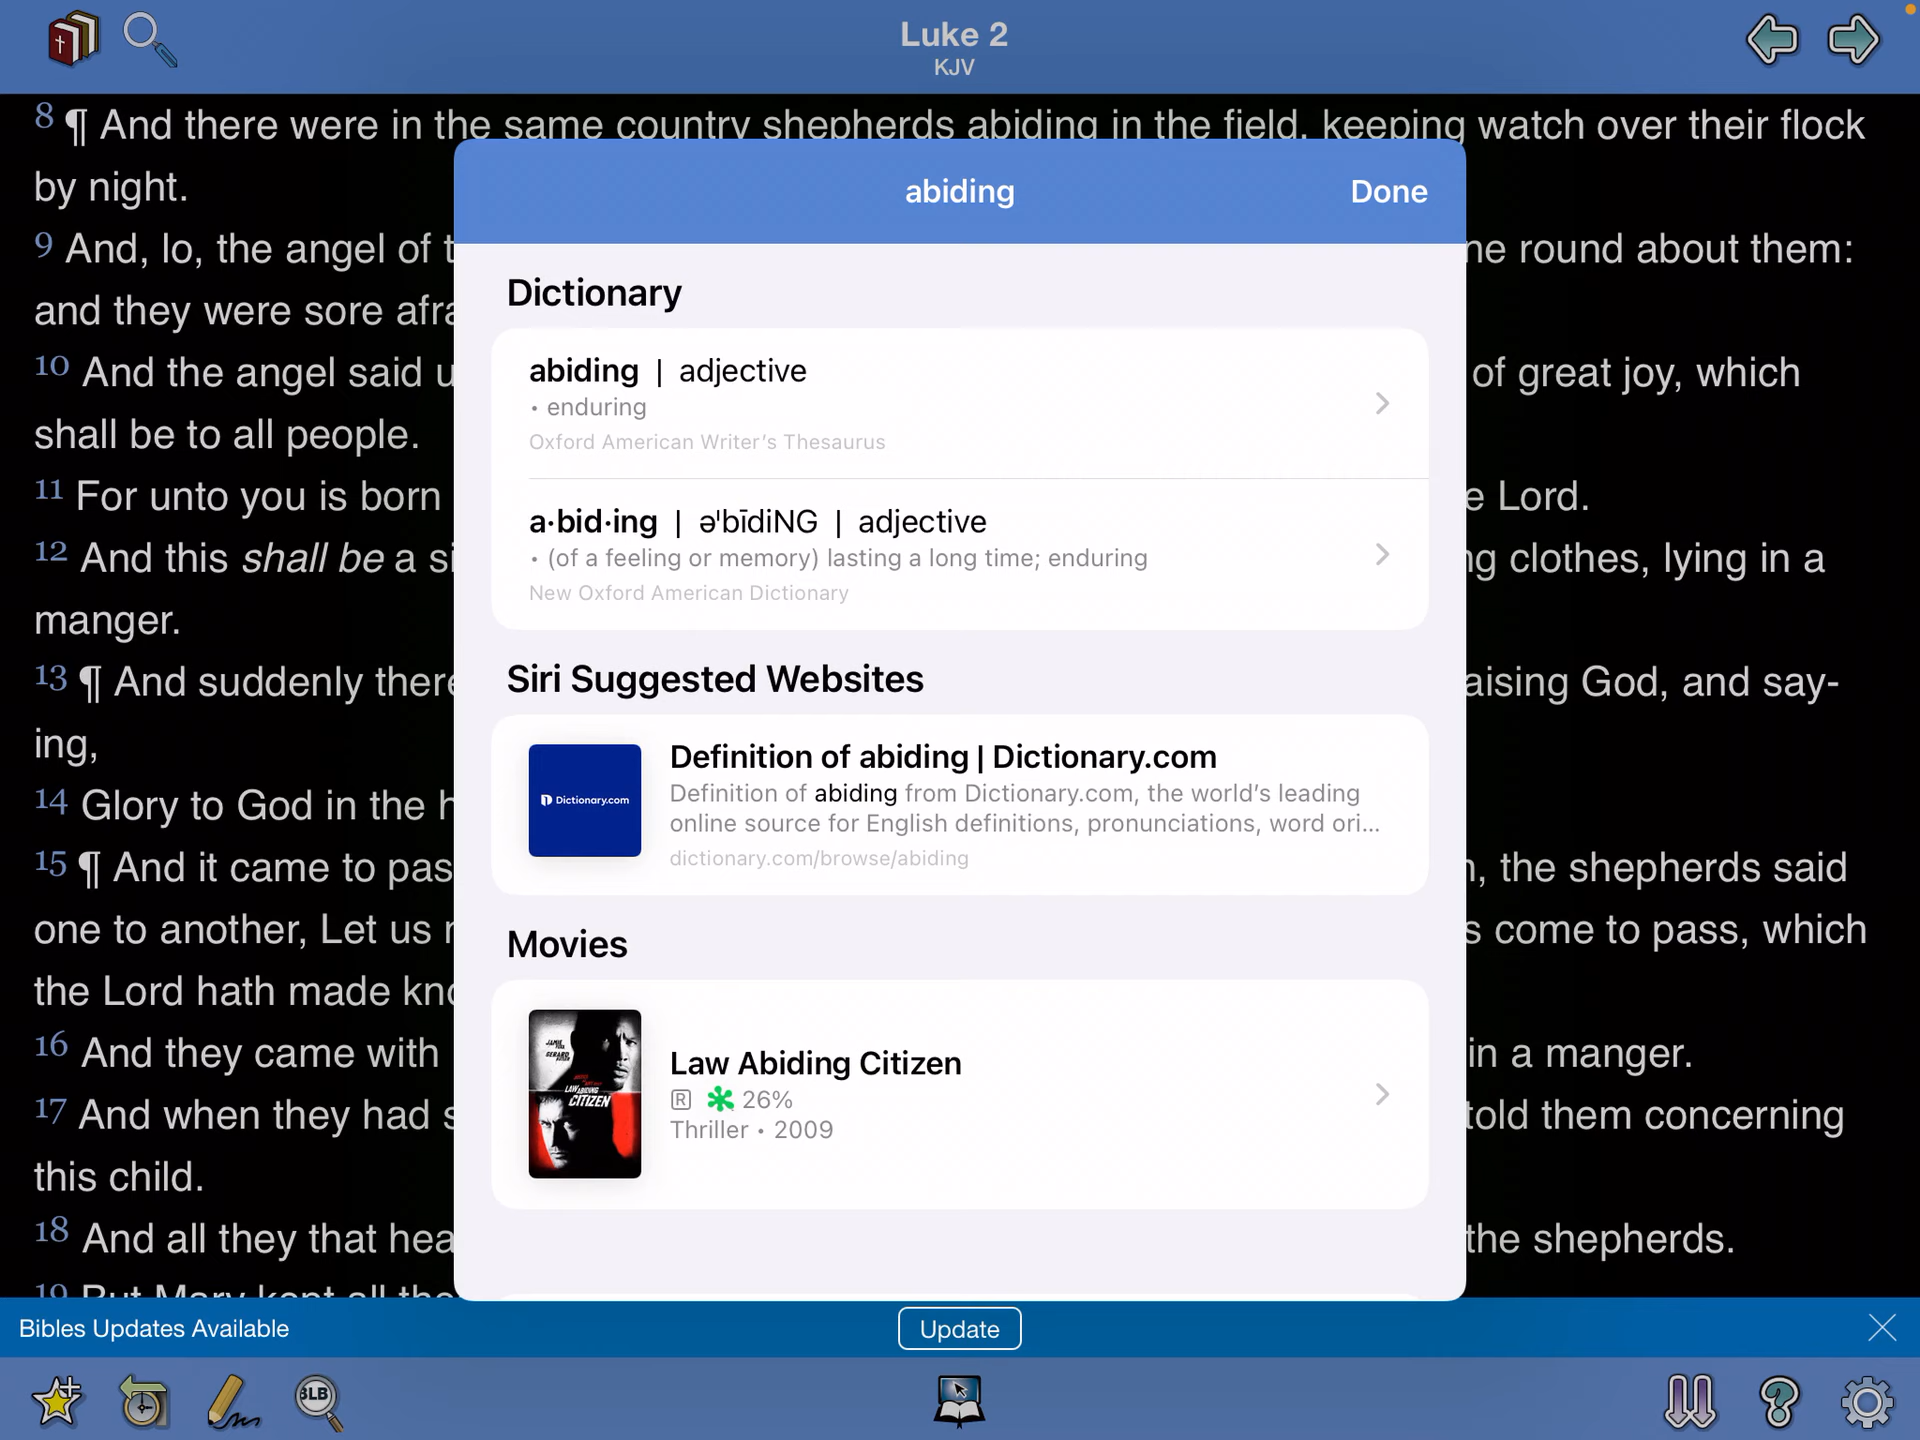 Luke 2
KJV
8 ¶ And there were in the same country shepherds abiding in the field, keeping watch over their flock
by night.
9 And, lo, the angel of t
ne round about them:
and they were sore afra
10 And the angel said u
of great joy, which
shall be to all people.
11 For unto you is born
e Lord.
12 And this shall be a si
ng clothes, lying in a
manger.
13 ¶ And suddenly there
aising God, and say-
ing,
14 Glory to God in the h
15 ¶ And it came to pas
, the shepherds said
one to another, Let us
s come to pass, which
the Lord hath made kno
16 And they came with
in a manger.
17 And when they had s
told them concerning
this child.
18 And all they that hea
the shepherds.
19 But Mary kept all the
abiding
Done
Dictionary
abiding | adjective
• enduring
Oxford American Writer's Thesaurus
a·bid·ing | əˈbīdiNG | adjective
• (of a feeling or memory) lasting a long time; enduring
New Oxford American Dictionary
Siri Suggested Websites
Dictionary.com
Definition of abiding | Dictionary.com
Definition of abiding from Dictionary.com, the world's leading
online source for English definitions, pronunciations, word ori...
dictionary.com/browse/abiding
Movies
LAW ABIDING
CITIZEN
Law Abiding Citizen
R 26%
Thriller • 2009
Bibles Updates Available
Update
BLB